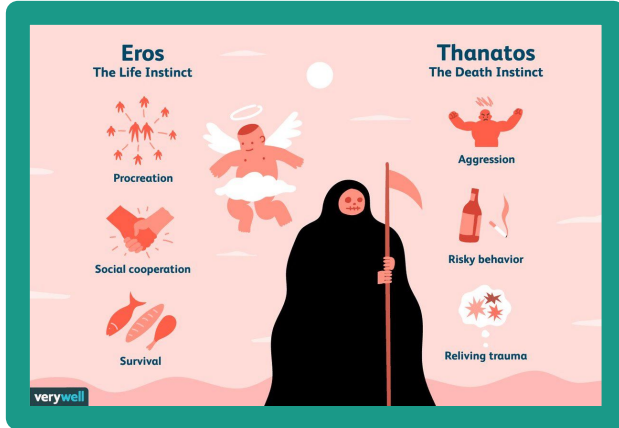 Eros
The Life Instinct
Procreation
Social cooperation
Survival
Thanatos
The Death Instinct
Aggression
Risky behavior
Reliving trauma
verywell